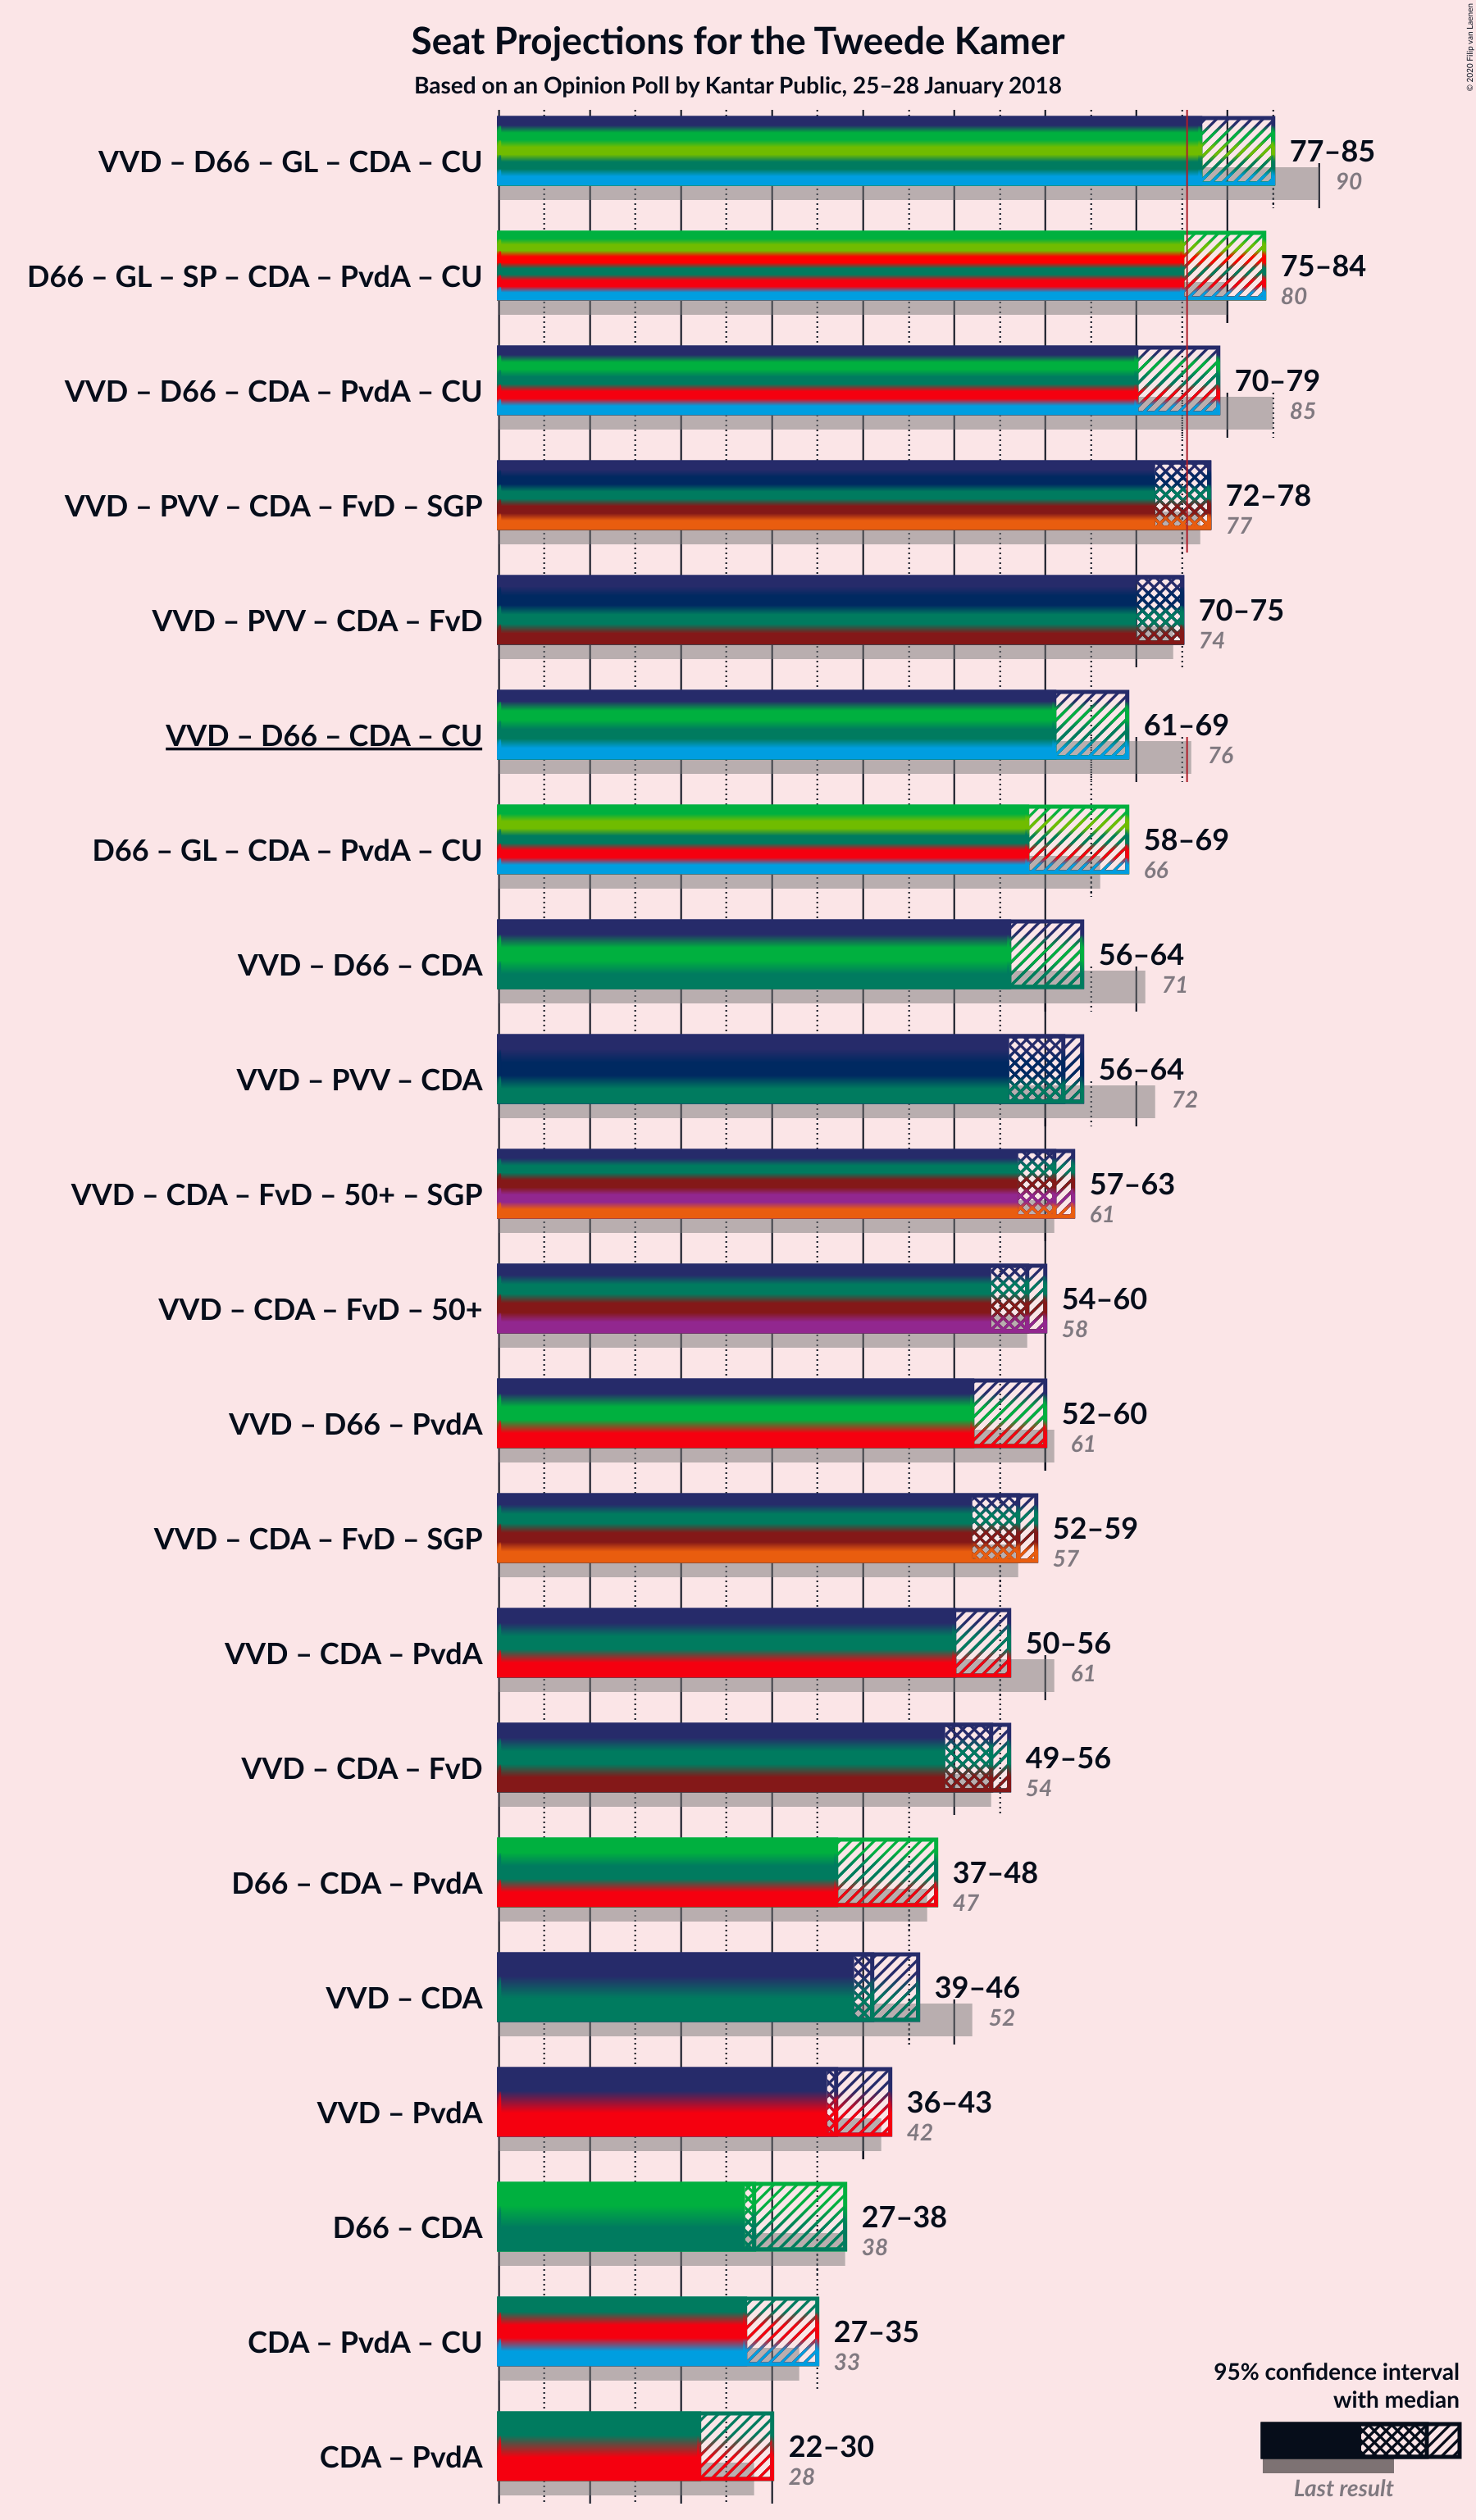 Seat Projections for the Tweede Kamer
Based on an Opinion Poll by Kantar Public, 25–28 January 2018
© 2020 Filip van Laenen
VVD – D66 – GL – CDA – CU
77–85
90
D66 – GL – SP – CDA – PvdA – CU
75–84
80
VVD – D66 – CDA – PvdA – CU
70–79
85
VVD – PVV – CDA – FvD – SGP
72–78
77
VVD – PVV – CDA – FvD
70–75
74
VVD – D66 – CDA – CU
61–69
76
D66 – GL – CDA – PvdA – CU
58–69
66
VVD – D66 – CDA
56–64
71
VVD – PVV – CDA
56–64
72
VVD – CDA – FvD – 50+ – SGP
57–63
61
VVD – CDA – FvD – 50+
54–60
58
VVD – D66 – PvdA
52–60
61
VVD – CDA – FvD – SGP
52–59
57
VVD – CDA – PvdA
50–56
61
VVD – CDA – FvD
49–56
54
D66 – CDA – PvdA
37–48
47
VVD – CDA
39–46
52
VVD – PvdA
36–43
42
D66 – CDA
27–38
38
CDA – PvdA – CU
27–35
33
CDA – PvdA
22–30
28
95% confidence interval
with median
Last result